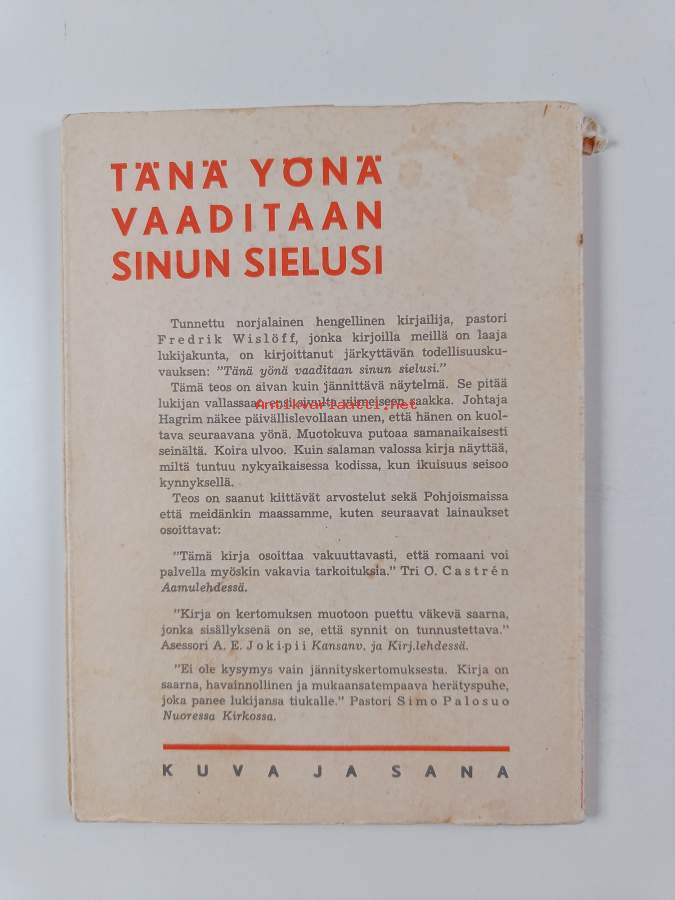 TÄNÄ YÖNÄ
VAADITAAN
SINUN SIELUSI
Tunnettu norjalainen hengellinen kirjailija, pastori
Fredrik Wislöff, jonka kirjoilla meillä on laaja
lukijakunta, on kirjoittanut järkyttävän todellisuusku-
vauksen: "Tänä yönä vaaditaan sinun sielusi."
Tämä teos on aivan kuin jännittävä näytelmä. Se pitää
lukijan vallassaan ensi sivulta viimeiseen saakka. Johtaja
Antikvariaatti.net
Hagrim näkee päivällislevollaan unen, että hänen on kuol-
tava seuraavana yönä. Muotokuva putoaa samanaikaisesti
seinältä. Koira ulvoo. Kuin salaman valossa kirja näyttää,
miltä tuntuu nykyaikaisessa kodissa, kun ikuisuus seisoo
kynnyksellä.
Teos on saanut kiittävät arvostelut sekä Pohjoismaissa
että meidänkin maassamme, kuten seuraavat lainaukset
osoittavat:
"Tämä kirja osoittaa vakuuttavasti, että romaani voi
palvella myöskin vakavia tarkoituksia." Tri O. Castrén
Aamulehdessä.
"Kirja on kertomuksen muotoon puettu väkevä saarna,
jonka sisällyksenä on se, että synnit on tunnustettava."
Asessori A. E. Jokipii Kansanv. ja Kirj.lehdessä.
"Ei ole kysymys vain jännityskertomuksesta. Kirja on
saarna, havainnollinen ja mukaansatempaava herätyspuhe,
joka panee lukijansa tiukalle." Pastori Simo Palosuo
Nuoressa Kirkossa.
KUVA JA SANA